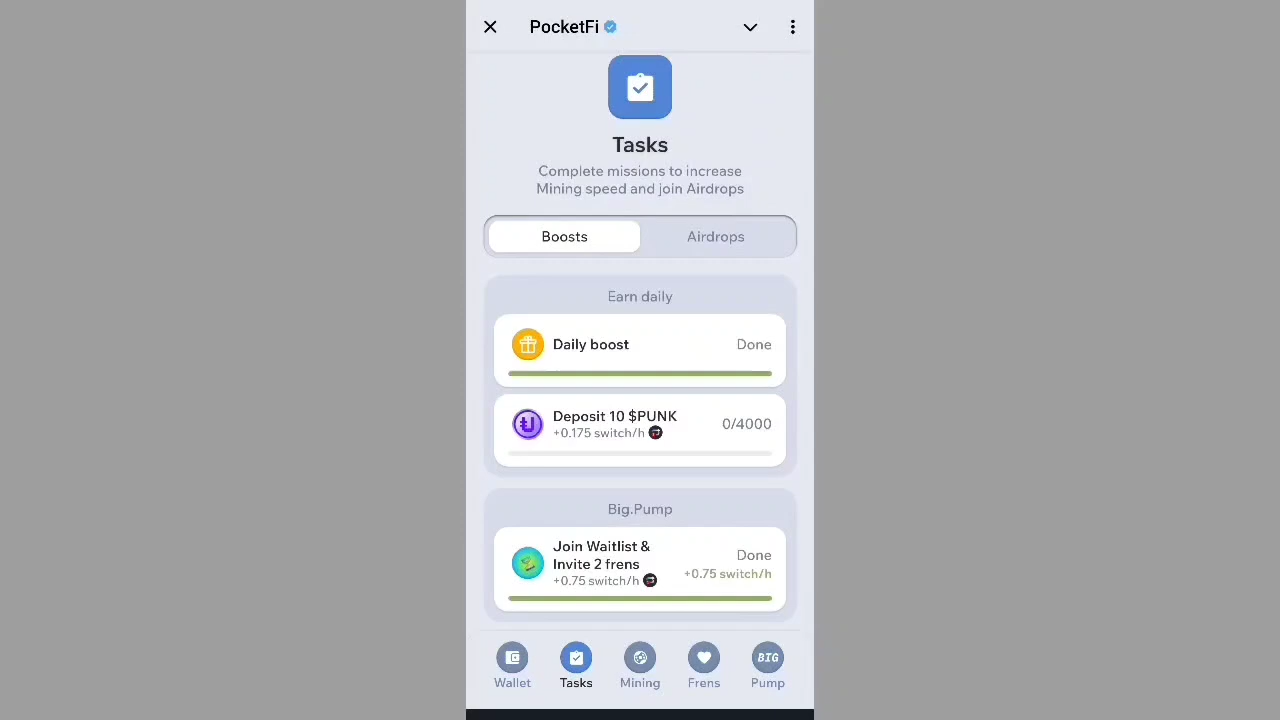 PocketFi
Tasks
Complete missions to increase
Mining speed and join Airdrops
Boosts
Airdrops
Earn daily
Daily boost
Done
Deposit 10 $PUNK
+0.175 switch/h
0/4000
Big.Pump
Join Waitlist &
Invite 2 frens
+0.75 switch/h
Done
+0.75 switch/h
BIG
Wallet
Tasks
Mining
Frens
Pump